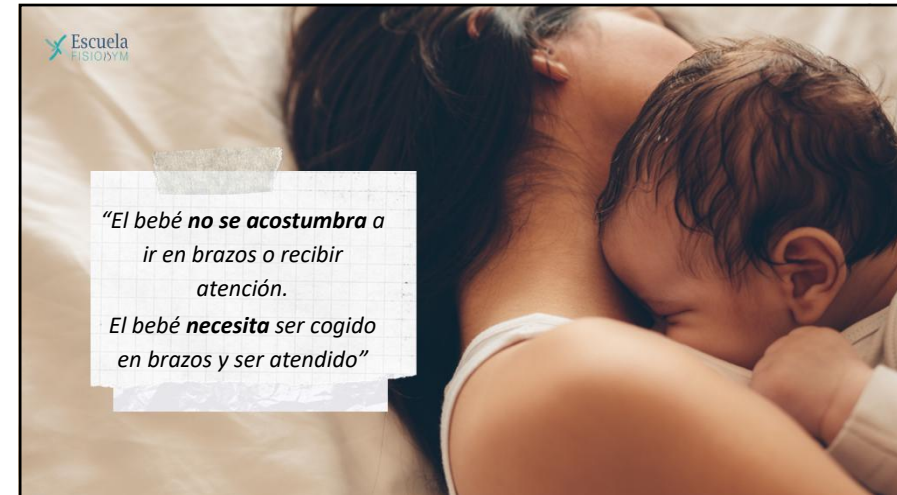 Escuela
FISIODYM
“El bebé no se acostumbra a
ir en brazos o recibir
atención.
El bebé necesita ser cogido
en brazos y ser atendido”